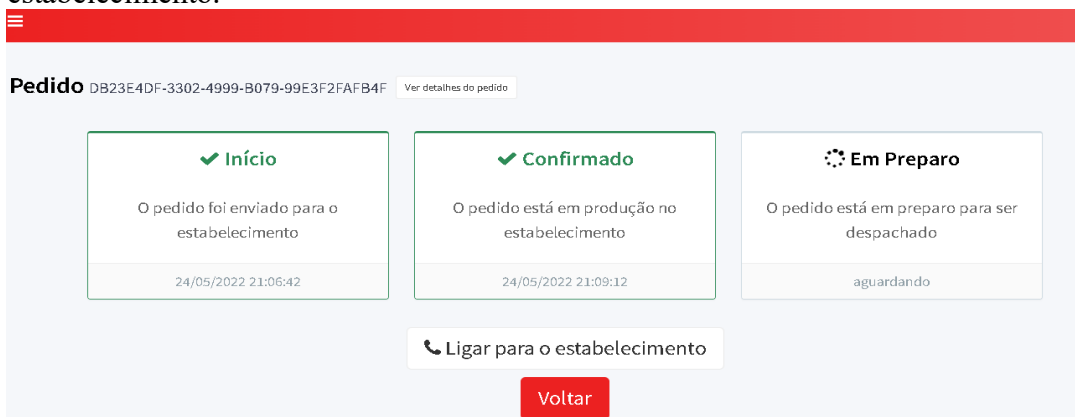 estabelecimento.
Pedido DB23E4DF-3302-4999-B079-99E3F2FAFB4F Ver detalhes do pedido
Início
O pedido foi enviado para o
estabelecimento
24/05/2022 21:06:42
Confirmado
O pedido está em produção no
estabelecimento
24/05/2022 21:09:12
Em Preparo
O pedido está em preparo para ser
despachado
aguardando
Ligar para o estabelecimento
Voltar